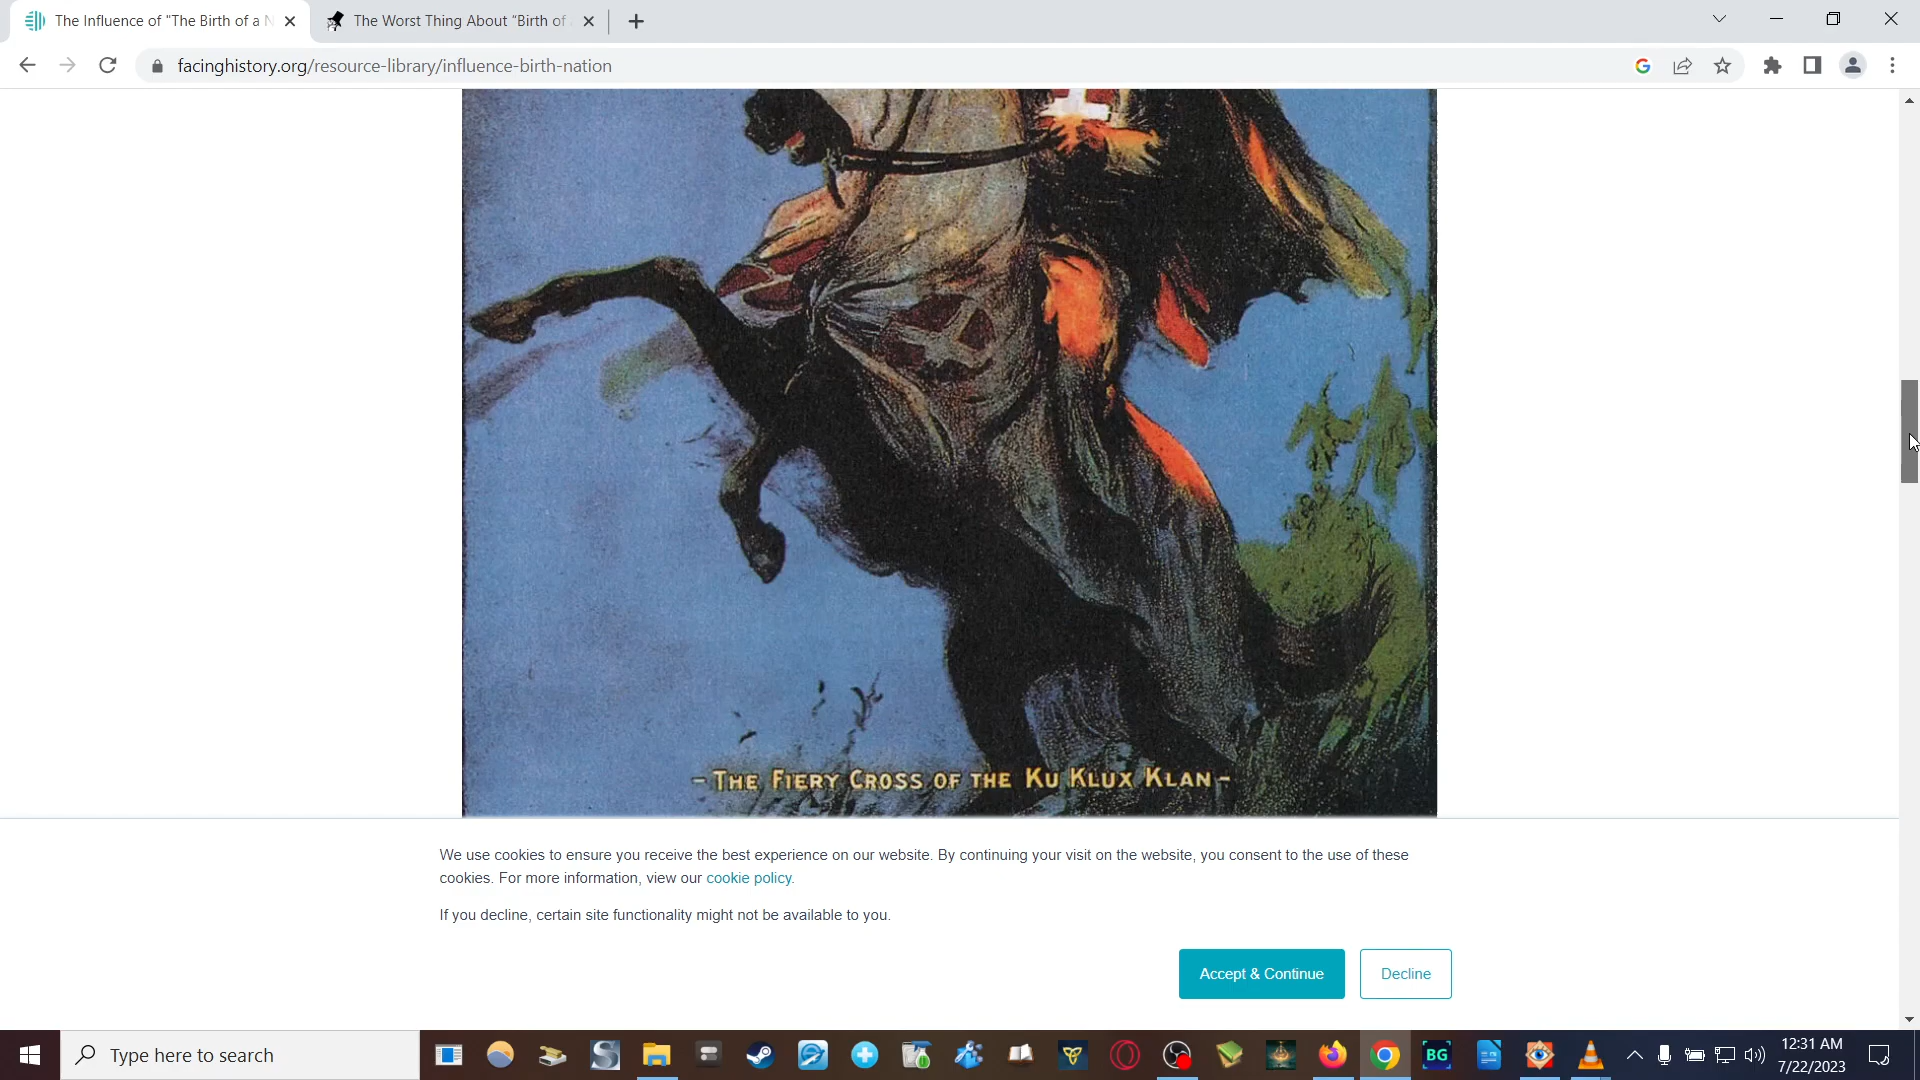 The Influence of "The Birth of a N
The Worst Thing About "Birth of a
facinghistory.org/resource-library/influence-birth-nation
- The Fiery Cross of the Ku Klux Klan -
We use cookies to ensure you receive the best experience on our website. By continuing your visit on the website, you consent to the use of these
cookies. For more information, view our cookie policy.
If you decline, certain site functionality might not be available to you.
Accept & Continue
Decline
Type here to search
BG
12:31 AM
7/22/2023